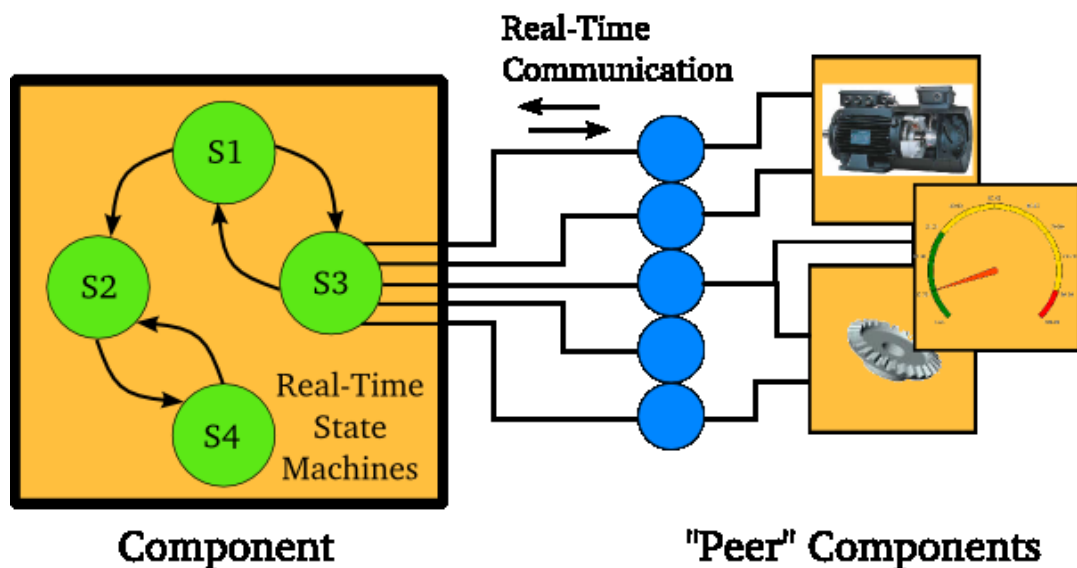 Real-Time
Communication
S1
S2
S3
S4
Real-Time
State
Machines
Component
"Peer" Components